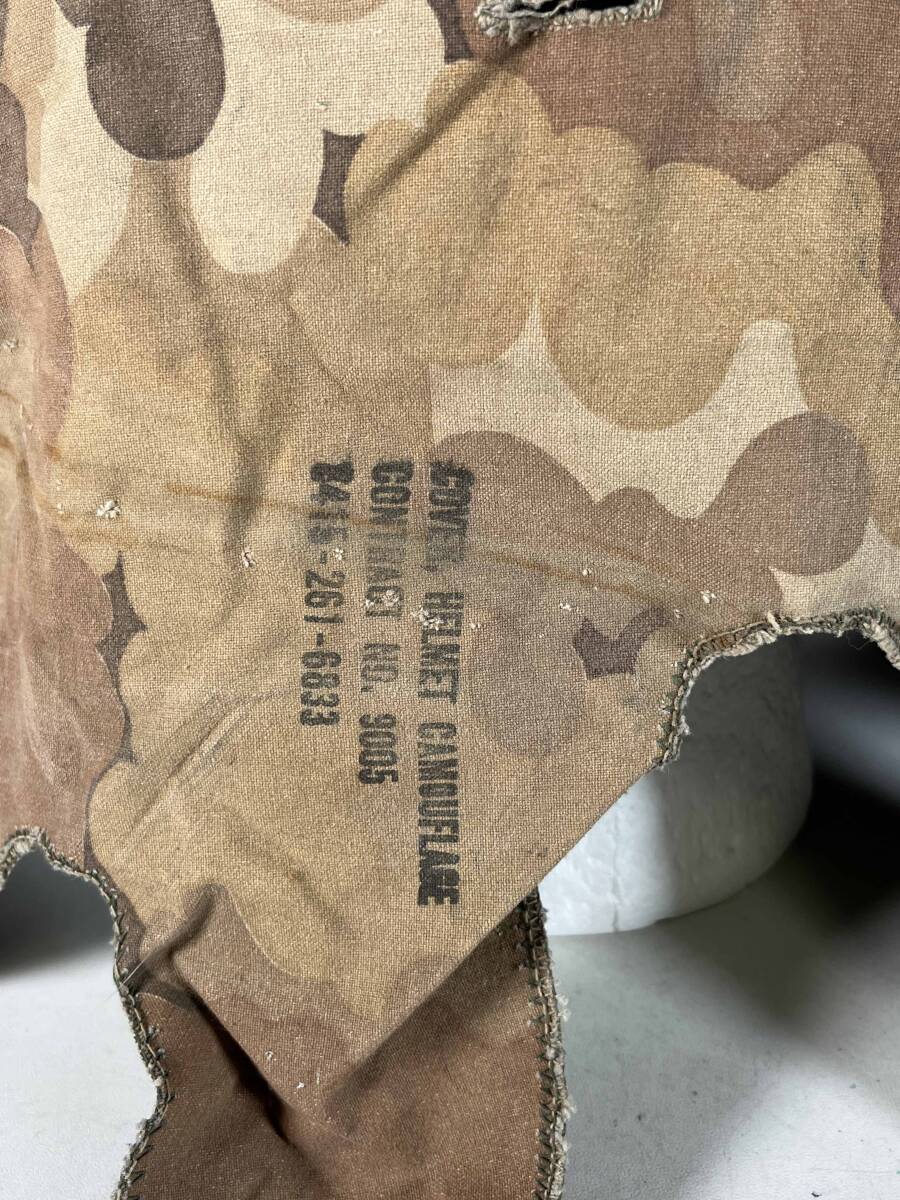 COVER, HELMET CAMOUFLAGE
CONTRACT NO. 9005
8415-261-6833